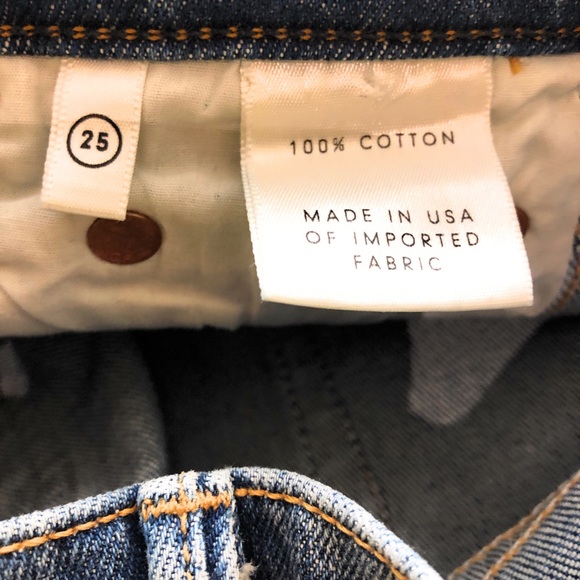 25
100% COTTON
MADE IN USA
OF IMPORTED
FABRIC